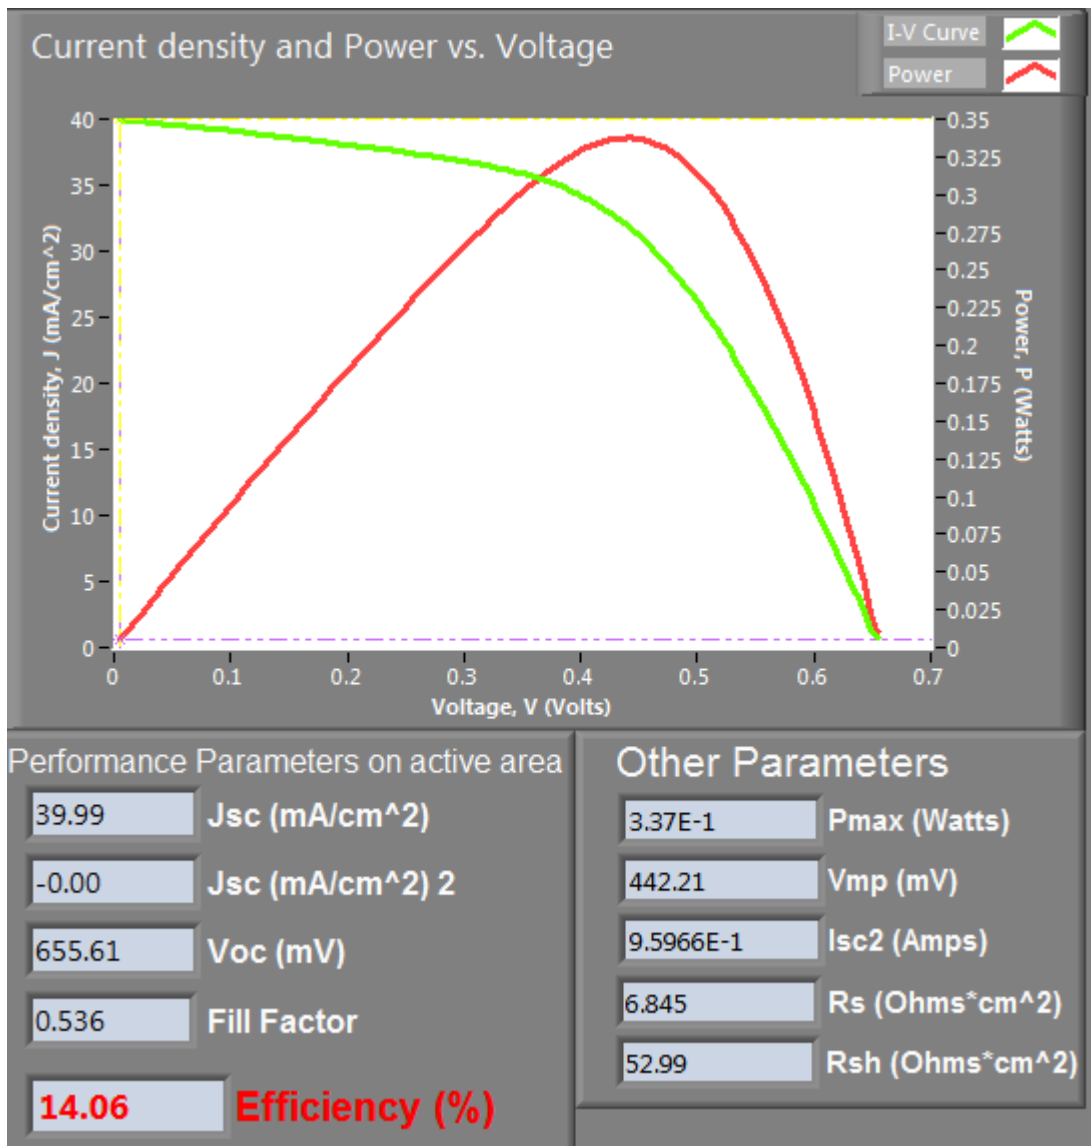 Current density and Power vs. Voltage
I-V Curve
Power
Current density, J (mA/cm^2)
40
35
30
25
20
15
10
5
0
0.35
0.325
0.3
0.275
0.25
0.225
0.2
0.175
0.15
0.125
0.1
0.075
0.05
0.025
0
Power, P (Watts)
0 0.1 0.2 0.3 0.4 0.5 0.6 0.7
Voltage, V (Volts)
Performance Parameters on active area
39.99 Jsc (mA/cm^2)
-0.00 Jsc (mA/cm^2) 2
655.61 Voc (mV)
0.536 Fill Factor
14.06 Efficiency (%)
Other Parameters
3.37E-1 Pmax (Watts)
442.21 Vmp (mV)
9.5966E-1 Isc2 (Amps)
6.845 Rs (Ohms*cm^2)
52.99 Rsh (Ohms*cm^2)